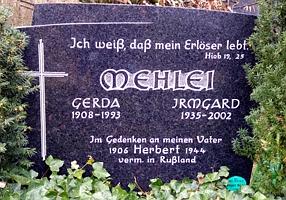 Ich weiß, daß mein Erlöser lebt.
Hiob 19, 25
MEHLEI
GERDA IRMGARD
1908-1993 1935-2002
Im Gedenken an meinen Vater
1906 Herbert 1944
verm. in Rußland